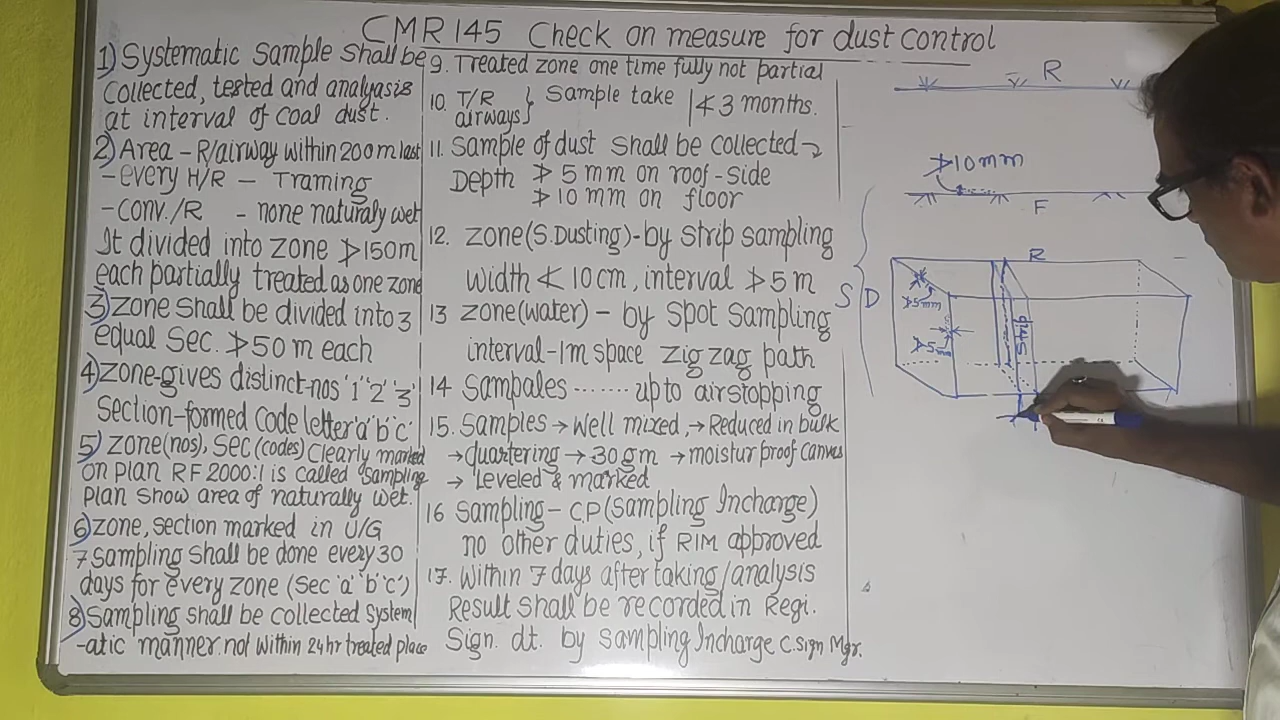 CMR 145 Check on measure for dust control
1) Systematic Sample Shall be
Collected, tested and analyasis
at interval of coal dust.
2) Area - R/airway within 200m last
- every H/R - Traming
- conv./R - none naturaly wet
It divided into zone ≯150m
each partially treated as one zone
3) Zone shall be divided into 3
equal Sec. ≯50 m each
4) Zone-gives distinct-nos '1' '2' '3'
Section-formed Code letter 'a' 'b' 'c'
5) Zone (nos), Sec (codes) Clearly marked
on plan RF 2000:1 is called Sampling
Plan Show area of naturally wet.
6) zone, section marked in U/G
7 Sampling Shall be done every 30
days for every zone (Sec 'a' 'b' 'c')
8) Sampling shall be collected System
-atic manner. not within 24hr treated place
9. Treated zone one time fully not partial
10. T/R } Sample take | ≮ 3 months.
airways }
11. Sample of dust shall be collected →
Depth ≯ 5 mm on roof-side
≯ 10 mm on floor
12. zone (S.Dusting)-by strip sampling
width ≮ 10cm, interval ≯ 5 m
13 zone (water) - by Spot Sampling
interval-1m space zig zag path
14 Sampales ........ up to airstopping
15. Samples → Well mixed, → Reduced in bulk
→ quartering → 30 gm → moistur proof Canvas
→ Leveled & marked
16 Sampling - C.P (Sampling Incharge)
no other duties, if RIM approved
17. Within 7 days after taking/analysis
Result shall be recorded in Regi.
Sign. dt. by Sampling Incharge C.Sign Mgr.
R
≯10mm
F
R
S D
≯5mm
≯5mm
Strip